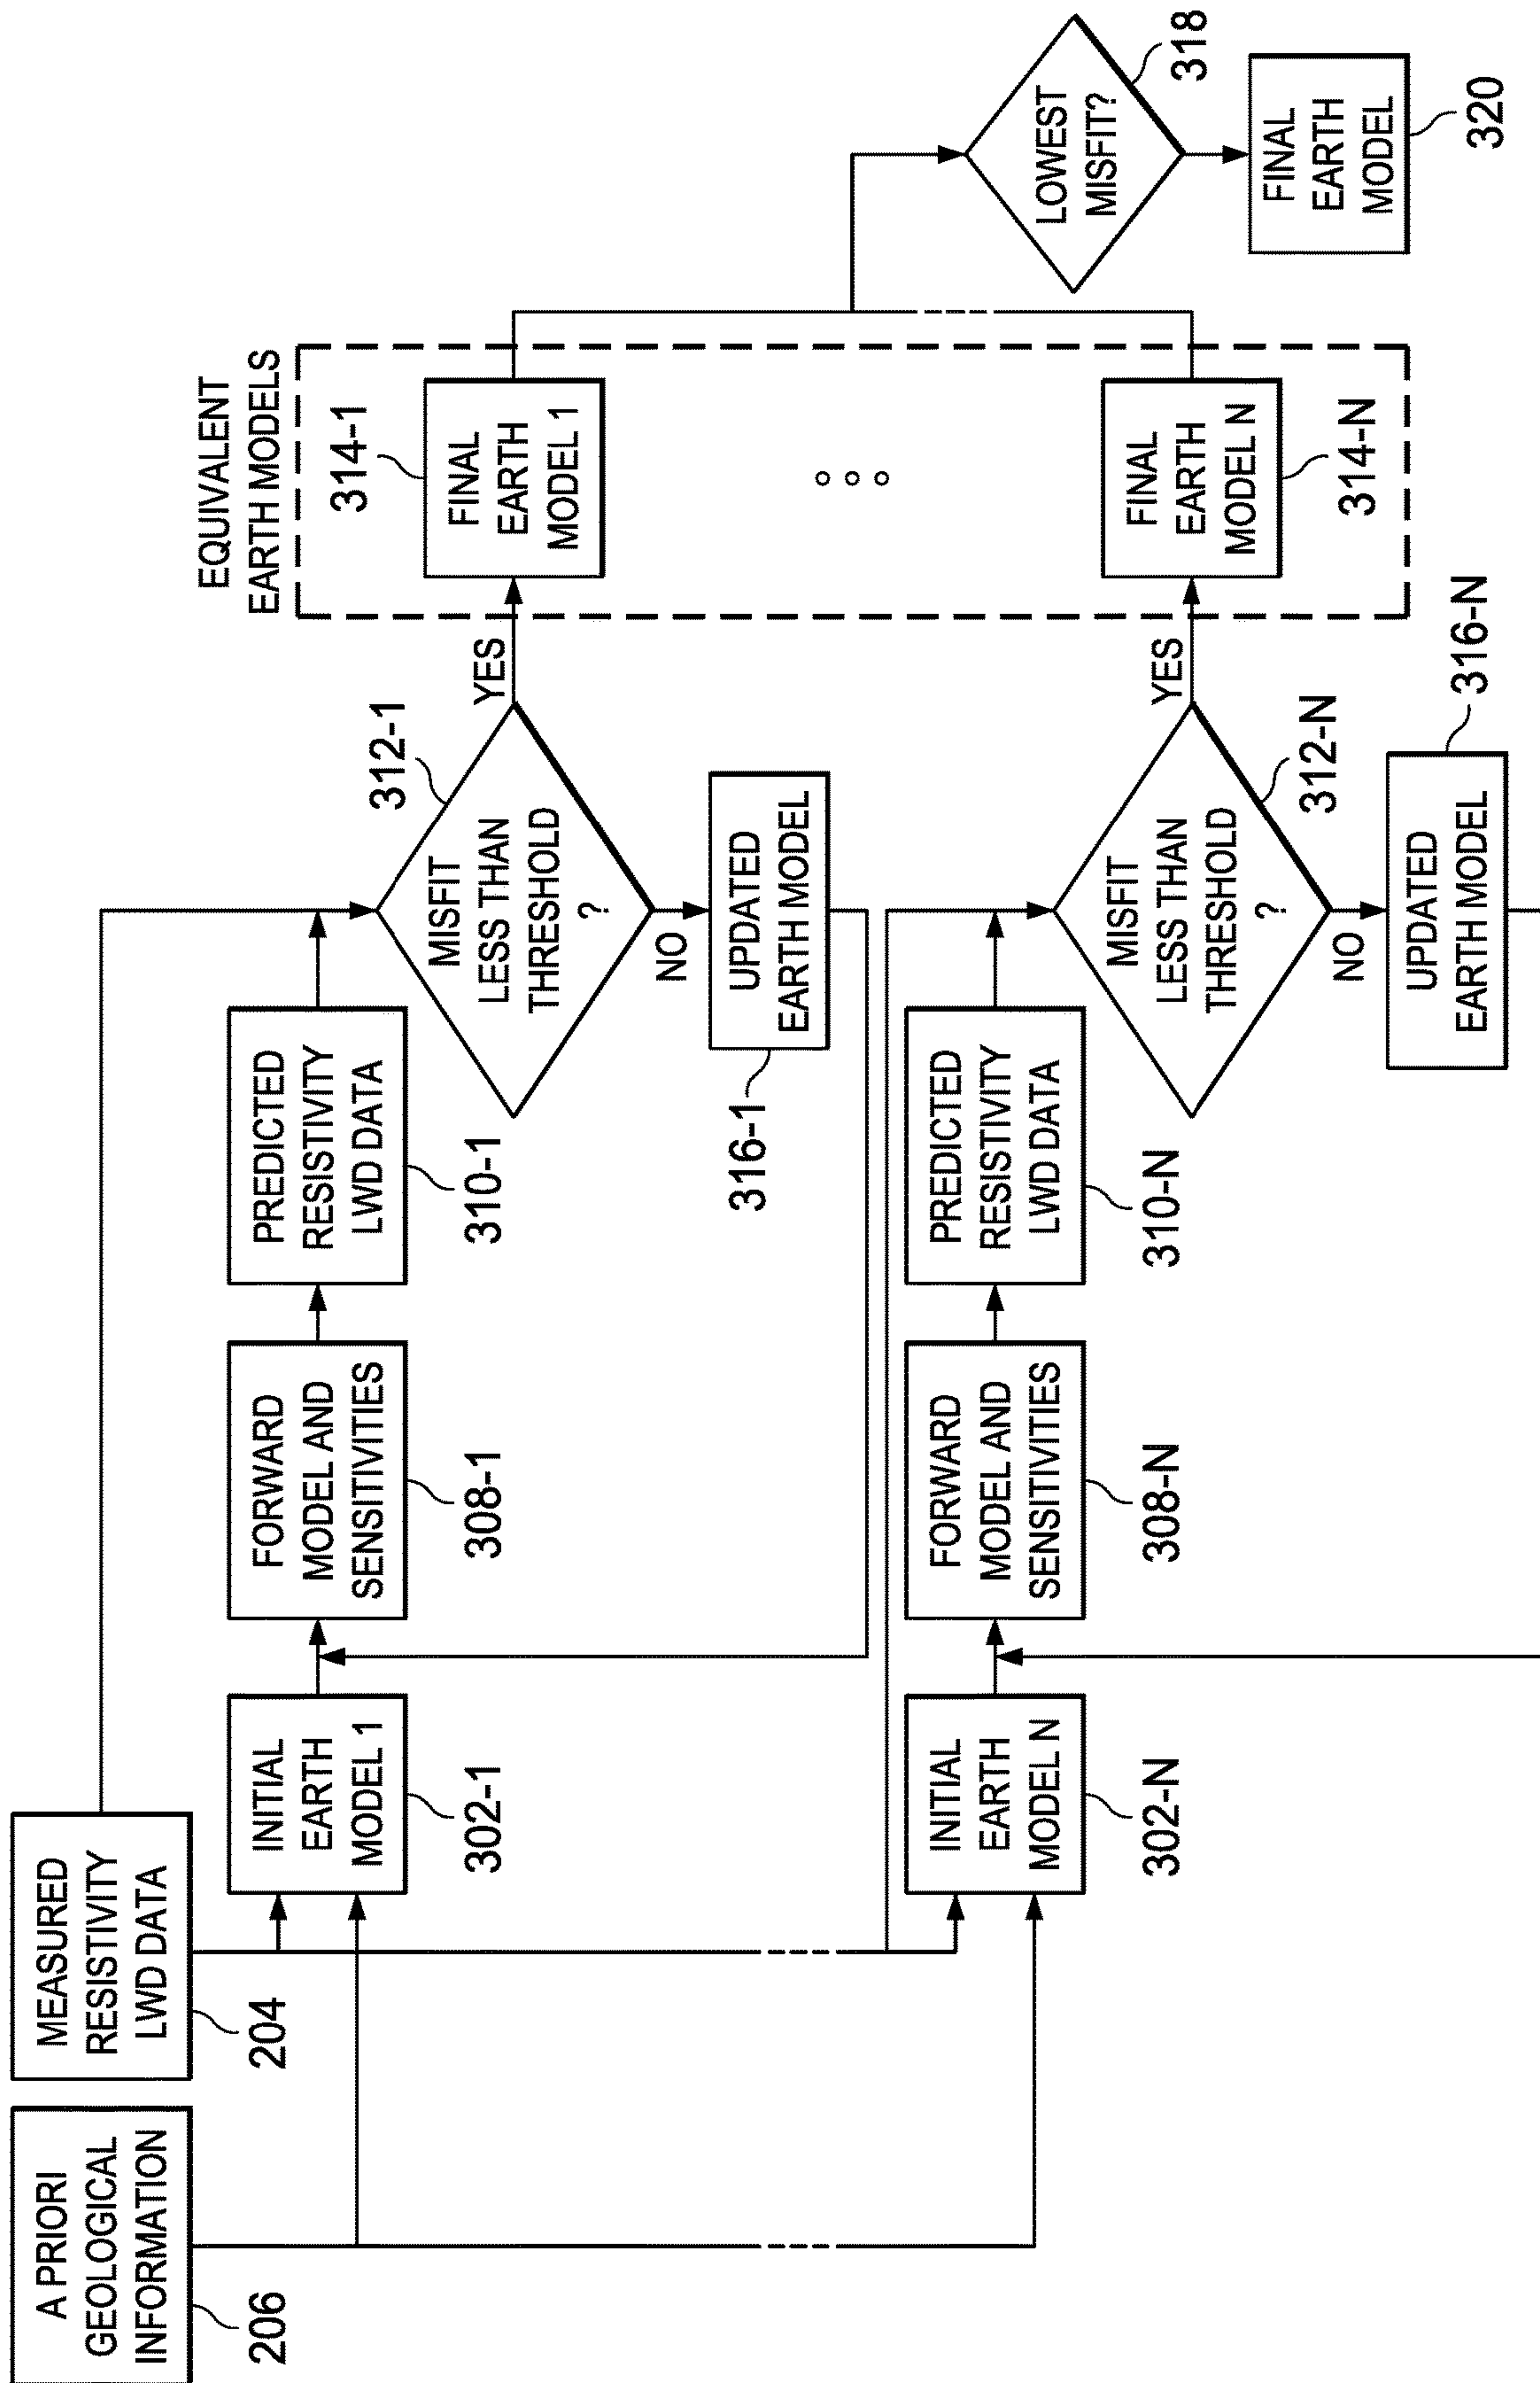 A PRIORI
GEOLOGICAL
INFORMATION
206
MEASURED
RESISTIVITY
LWD DATA
204
INITIAL
EARTH
MODEL 1
302-1
FORWARD
MODEL AND
SENSITIVITIES
308-1
PREDICTED
RESISTIVITY
LWD DATA
310-1
MISFIT
LESS THAN
THRESHOLD
?
312-1
YES
NO
UPDATED
EARTH MODEL
316-1
EQUIVALENT
EARTH MODELS
314-1
FINAL
EARTH
MODEL 1
INITIAL
EARTH
MODEL N
302-N
FORWARD
MODEL AND
SENSITIVITIES
308-N
PREDICTED
RESISTIVITY
LWD DATA
310-N
MISFIT
LESS THAN
THRESHOLD
?
312-N
YES
NO
UPDATED
EARTH MODEL
316-N
FINAL
EARTH
MODEL N
314-N
LOWEST
MISFIT?
318
FINAL
EARTH
MODEL
320